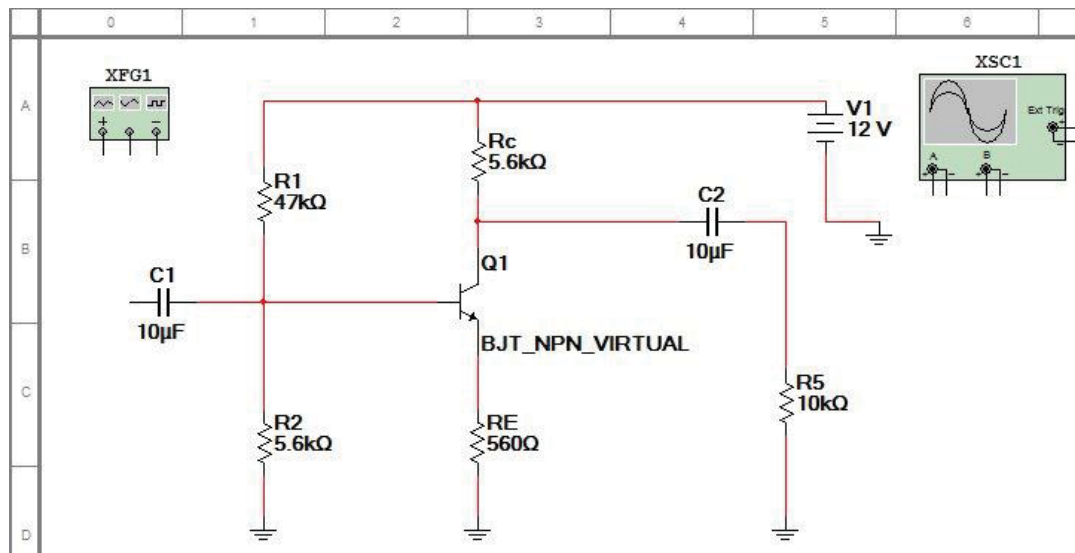 0 1 2 3 4 5 6
A
B
C
D
XFG1
+ −
XSC1
Ext Trig
+
−
A B
+ − + −
V1
12 V
Rc
5.6kΩ
R1
47kΩ
C2
10µF
Q1
C1
10µF
BJT_NPN_VIRTUAL
R5
10kΩ
R2
5.6kΩ
RE
560Ω